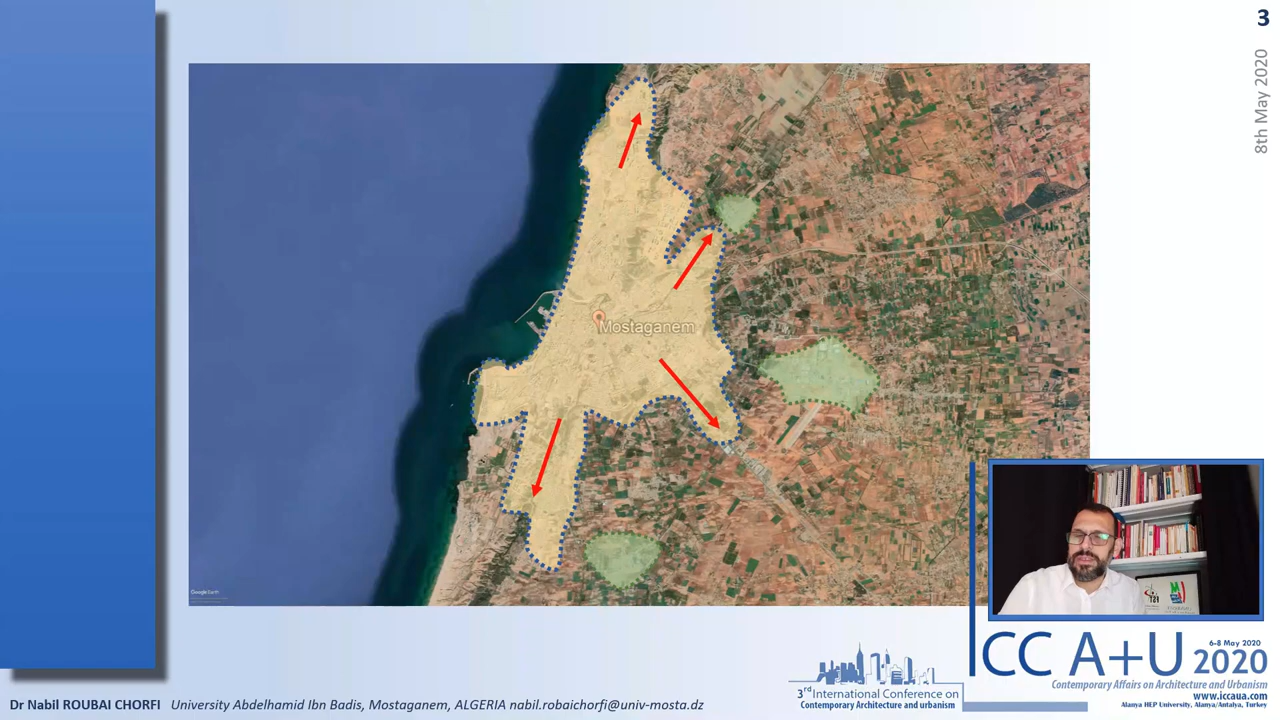 3
8th May 2020
Mostaganem
Google Earth
ICC A+U 2020
6-8 May 2020
Contemporary Affairs on Architecture and Urbanism
www.iccaua.com
Alanya HEP University, Alanya/Antalya, Turkey
3rd International Conference on
Contemporary Architecture and urbanism
Dr Nabil ROUBAI CHORFI University Abdelhamid Ibn Badis, Mostaganem, ALGERIA nabil.robaichorfi@univ-mosta.dz